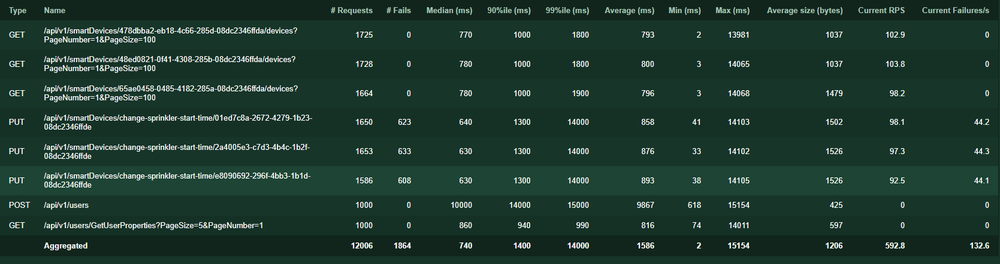 Type Name # Requests # Fails Median (ms) 90%ile (ms) 99%ile (ms) Average (ms) Min (ms) Max (ms) Average size (bytes) Current RPS Current Failures/s
GET /api/v1/smartDevices/478dbba2-eb18-4c66-285d-08dc2346ffda/devices? 1725 0 770 1000 1800 793 2 13981 1037 102.9 0
PageNumber=1&PageSize=100
GET /api/v1/smartDevices/48ed0821-0f41-4308-285b-08dc2346ffda/devices? 1728 0 780 1000 1800 800 3 14065 1037 103.8 0
PageNumber=1&PageSize=100
GET /api/v1/smartDevices/65ae0458-0485-4182-285a-08dc2346ffda/devices? 1664 0 780 1000 1900 796 3 14068 1479 98.2 0
PageNumber=1&PageSize=100
PUT /api/v1/smartDevices/change-sprinkler-start-time/01ed7c8a-2672-4279-1b23- 1650 623 640 1300 14000 858 41 14103 1502 98.1 44.2
08dc2346ffde
PUT /api/v1/smartDevices/change-sprinkler-start-time/2a4005e3-c7d3-4b4c-1b2f- 1653 633 630 1300 14000 876 33 14102 1526 97.3 44.3
08dc2346ffde
PUT /api/v1/smartDevices/change-sprinkler-start-time/e8090692-296f-4bb3-1b1d- 1586 608 630 1300 14000 893 38 14105 1526 92.5 44.1
08dc2346ffde
POST /api/v1/users 1000 0 10000 14000 15000 9867 618 15154 425 0 0
GET /api/v1/users/GetUserProperties?PageSize=5&PageNumber=1 1000 0 860 940 990 816 74 14011 597 0 0
Aggregated 12006 1864 740 1400 14000 1586 2 15154 1206 592.8 132.6